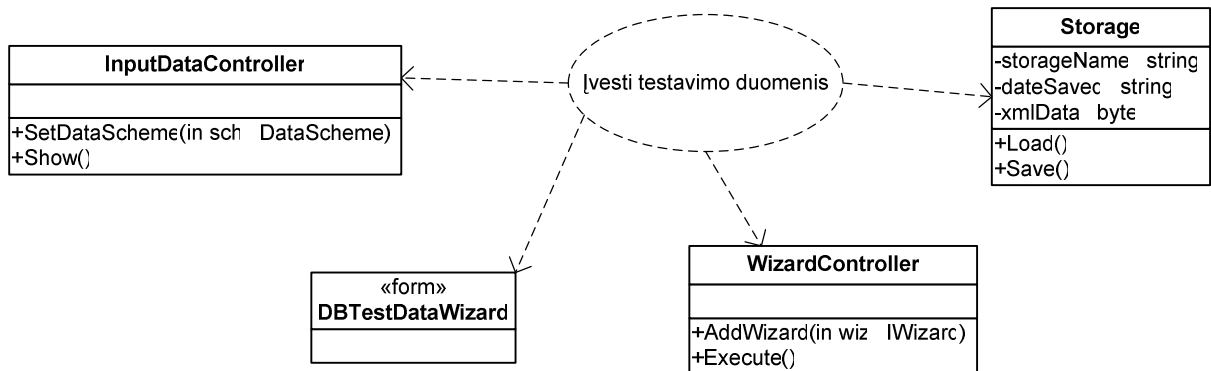 InputDataController
+SetDataScheme(in sch DataScheme)
+Show()
Įvesti testavimo duomenis
Storage
-storageName string
-dateSaved string
-xmlData byte
+Load()
+Save()
«form»
DBTestDataWizard
WizardController
+AddWizard(in wiz IWizard)
+Execute()